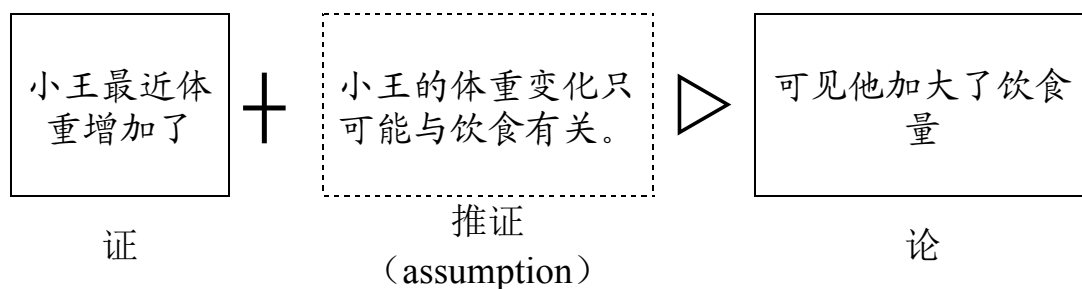 小王最近体
重增加了
小王的体重变化只
可能与饮食有关。
可见他加大了饮食
量
证
推证
（assumption）
论